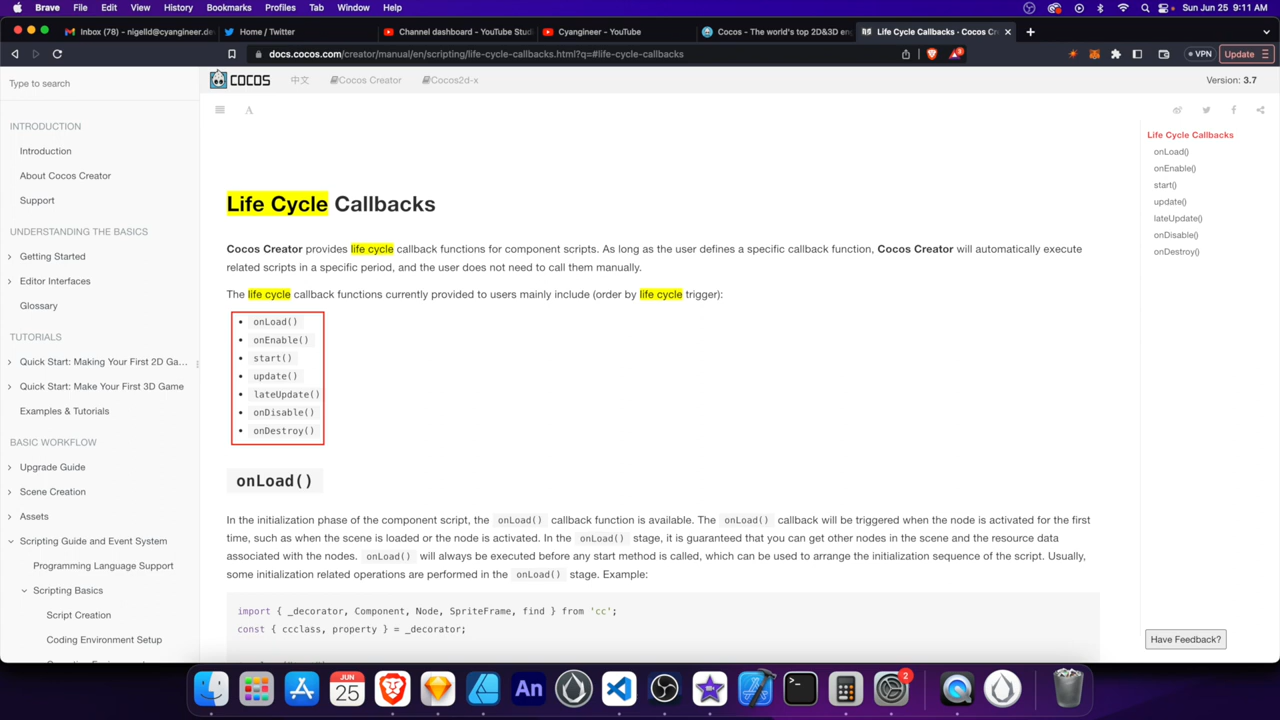 Brave File Edit View History Bookmarks Profiles Tab Window Help Sun Jun 25 9:11 AM
Inbox (78) - nigelld@cyangineer.de Home / Twitter Channel dashboard - YouTube Stud Cyangineer - YouTube Cocos - The world's top 2D&3D en Life Cycle Callbacks - Cocos Cr
docs.cocos.com/creator/manual/en/scripting/life-cycle-callbacks.html?q=#life-cycle-callbacks 3 VPN Update
Type to search COCOS 中文 Cocos Creator Cocos2d-x Version: 3.7
A
INTRODUCTION
Introduction
About Cocos Creator
Support
UNDERSTANDING THE BASICS
Getting Started
Editor Interfaces
Glossary
TUTORIALS
Quick Start: Making Your First 2D Ga...
Quick Start: Make Your First 3D Game
Examples & Tutorials
BASIC WORKFLOW
Upgrade Guide
Scene Creation
Assets
Scripting Guide and Event System
Programming Language Support
Scripting Basics
Script Creation
Coding Environment Setup
Life Cycle Callbacks
Cocos Creator provides life cycle callback functions for component scripts. As long as the user defines a specific callback function, Cocos Creator will automatically execute
related scripts in a specific period, and the user does not need to call them manually.
The life cycle callback functions currently provided to users mainly include (order by life cycle trigger):
• onLoad()
• onEnable()
• start()
• update()
• lateUpdate()
• onDisable()
• onDestroy()
onLoad()
In the initialization phase of the component script, the onLoad() callback function is available. The onLoad() callback will be triggered when the node is activated for the first
time, such as when the scene is loaded or the node is activated. In the onLoad() stage, it is guaranteed that you can get other nodes in the scene and the resource data
associated with the nodes. onLoad() will always be executed before any start method is called, which can be used to arrange the initialization sequence of the script. Usually,
some initialization related operations are performed in the onLoad() stage. Example:
import { _decorator, Component, Node, SpriteFrame, find } from 'cc';
const { ccclass, property } = _decorator;
Life Cycle Callbacks
onLoad()
onEnable()
start()
update()
lateUpdate()
onDisable()
onDestroy()
Have Feedback?
JUN
25
An
2